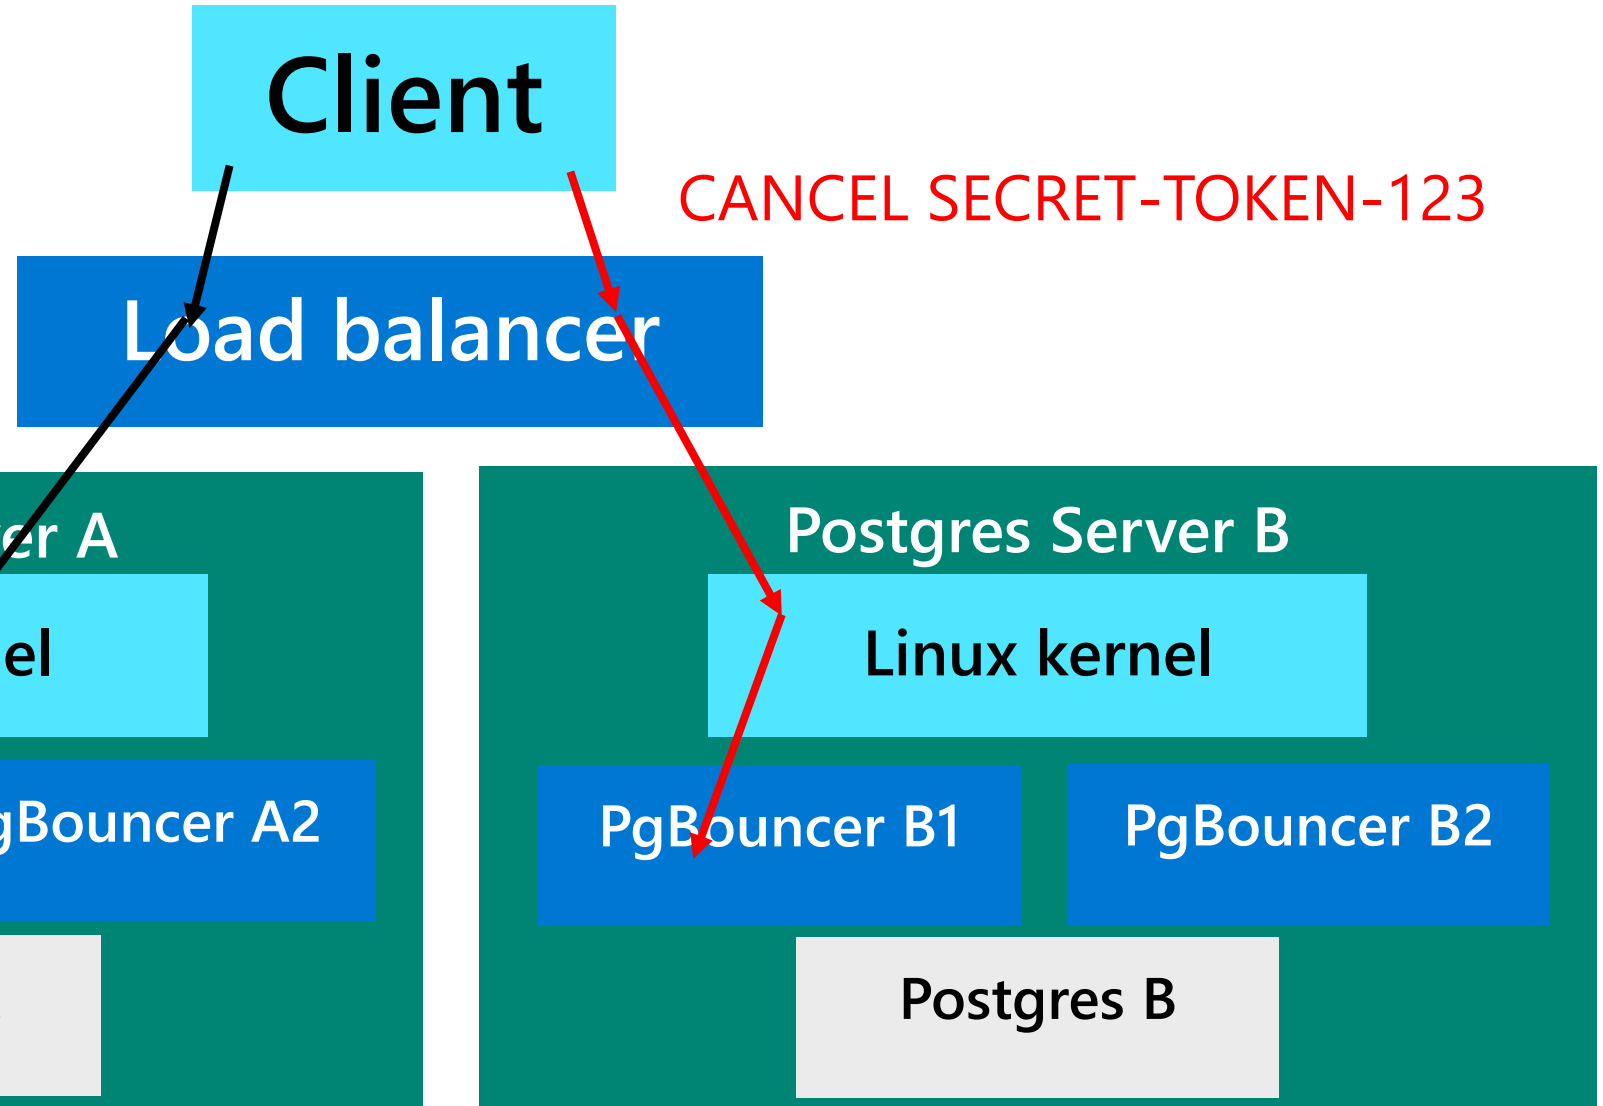 Client
CANCEL SECRET-TOKEN-123
Load balancer
er A
Postgres Server B
el
Linux kernel
gBouncer A2
PgBouncer B1
PgBouncer B2
Postgres B